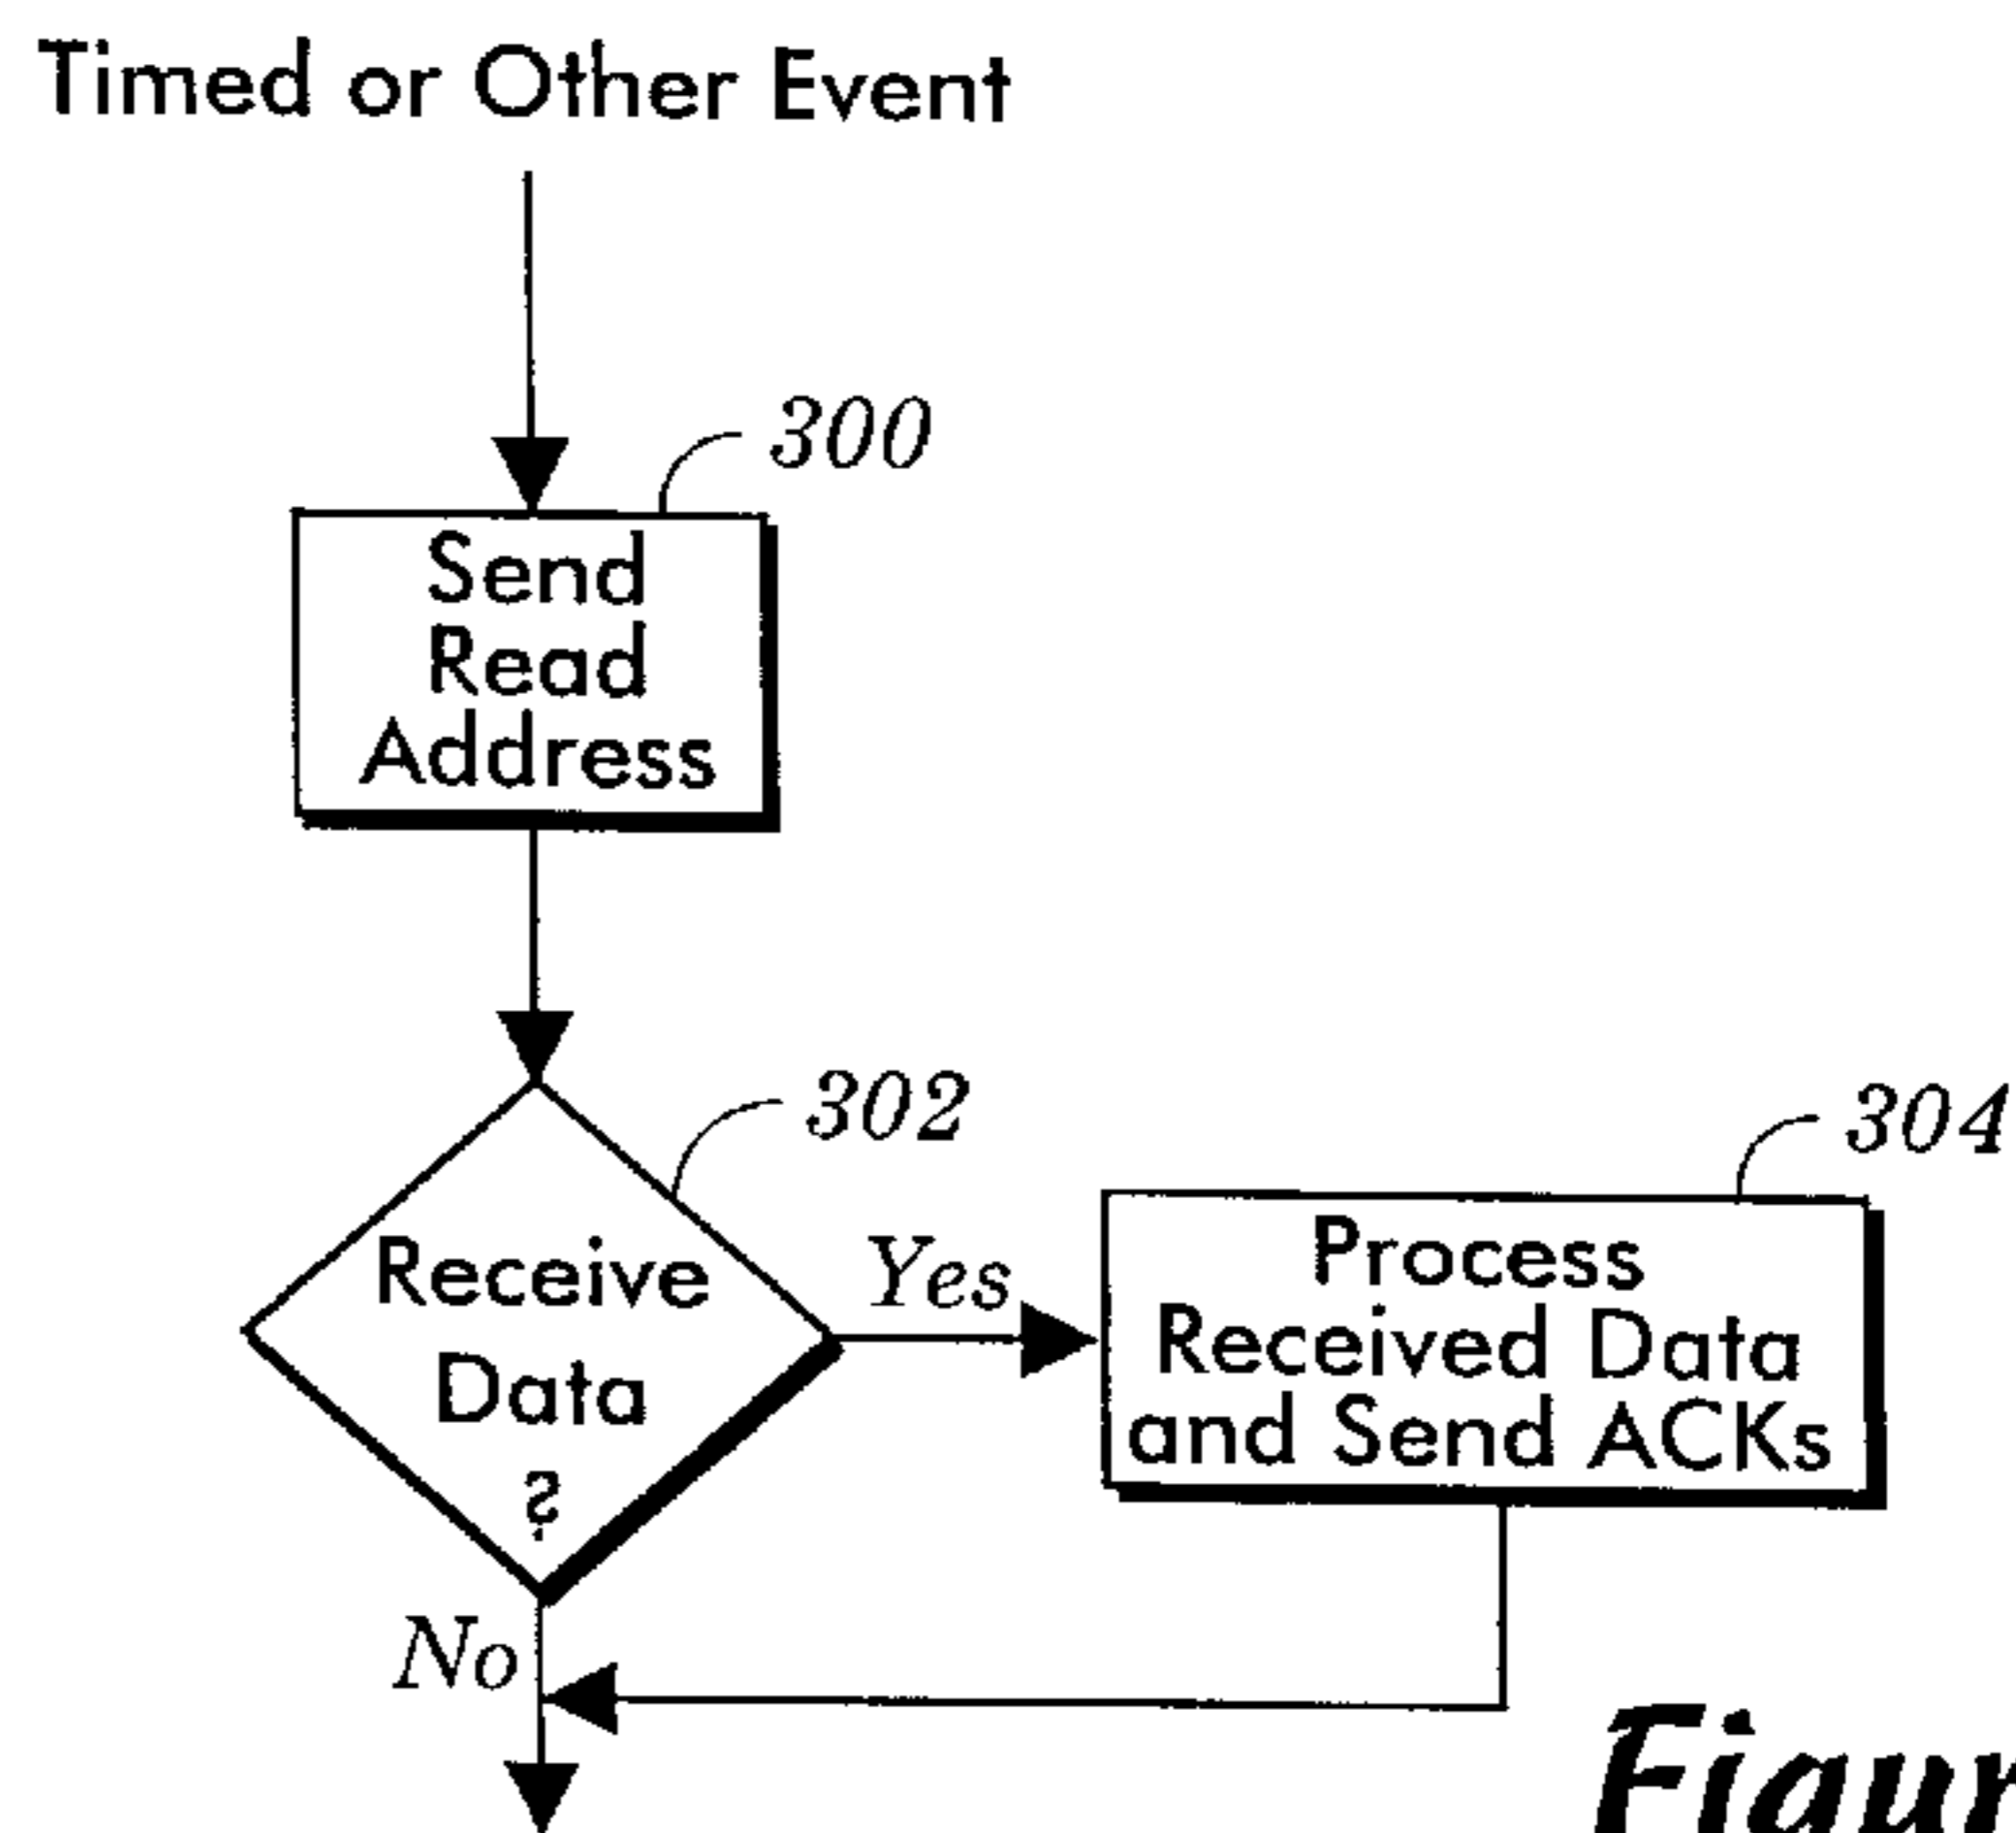 Timed or Other Event
300
Send
Read
Address
302
304
Receive
Data
?
Yes
Process
Received Data
and Send ACKs
No